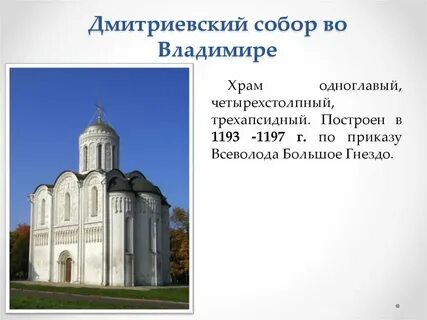 Дмитриевский собор во
Владимире
Храм одноглавый,
четырехстолпный,
трехапсидный. Построен в
1193 -1197 г. по приказу
Всеволода Большое Гнездо.